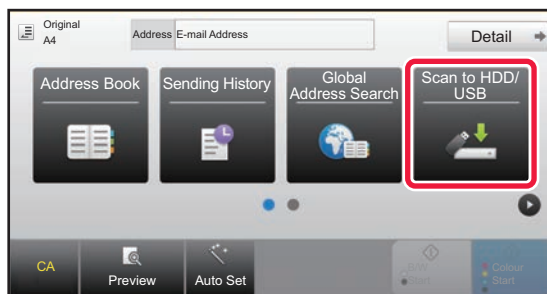 Original
A4
Address E-mail Address
Detail
Address Book
Sending History
Global
Address Search
Scan to HDD/
USB
CA
Preview
Auto Set
B/W
Start
Colour
Start